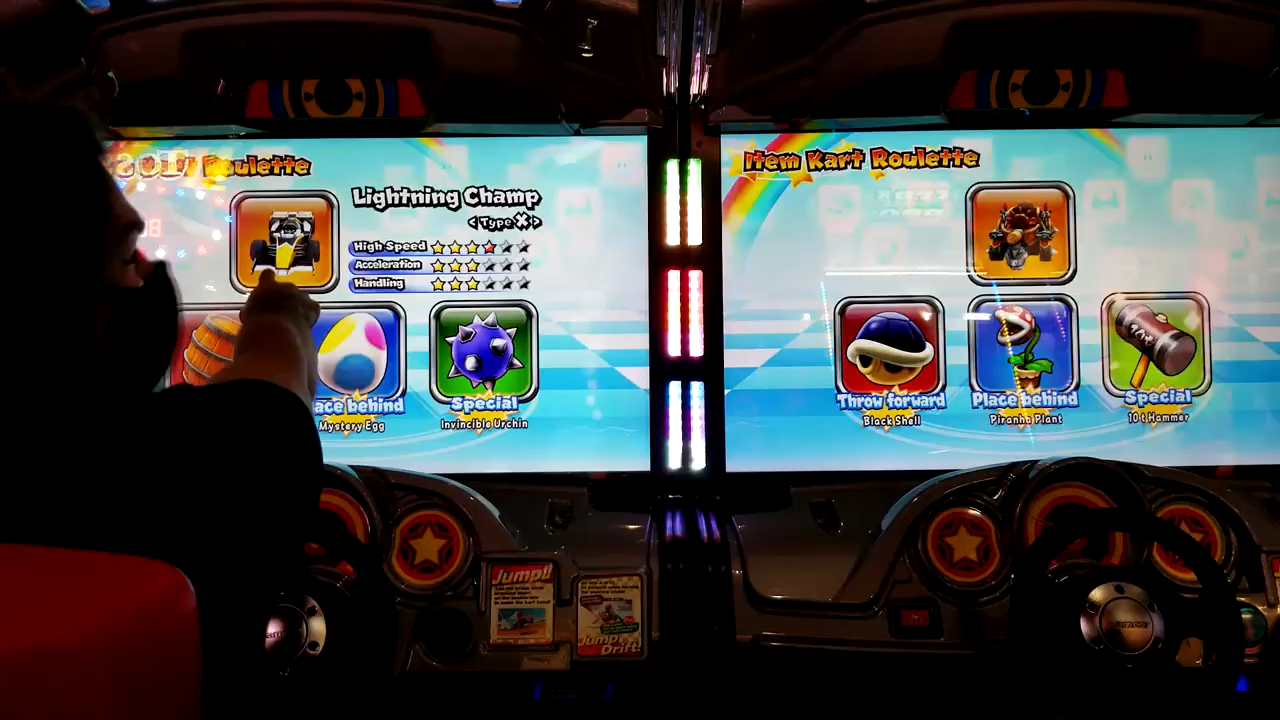 Roulette
Lightning Champ
<Type X>
High Speed
Acceleration
Handling
ace behind
Mystery Egg
Special
Invincible Urchin
Item Kart Roulette
Throw forward
Black Shell
Place behind
Piranha Plant
Special
10 t Hammer
Jump!!
Jump
Drift!